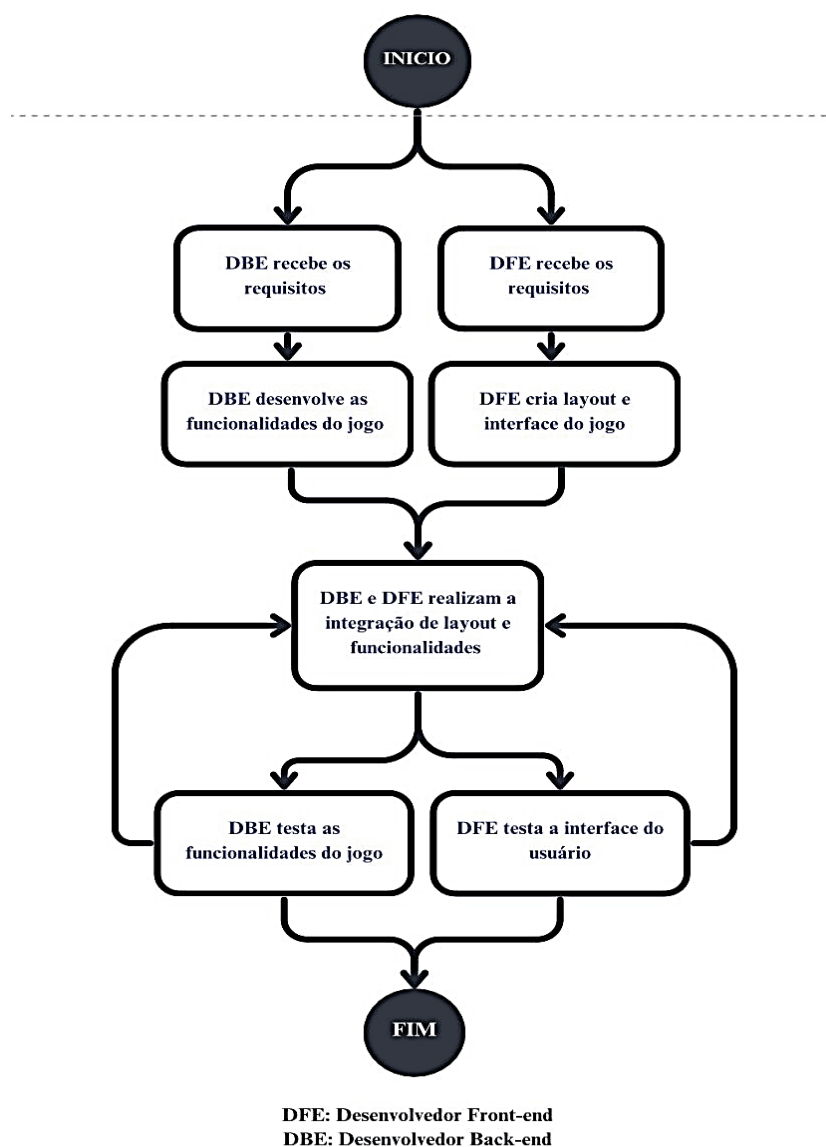 INICIO
DBE recebe os
requisitos
DFE recebe os
requisitos
DBE desenvolve as
funcionalidades do jogo
DFE cria layout e
interface do jogo
DBE e DFE realizam a
integração de layout e
funcionalidades
DBE testa as
funcionalidades do jogo
DFE testa a interface do
usuário
FIM
DFE: Desenvolvedor Front-end
DBE: Desenvolvedor Back-end